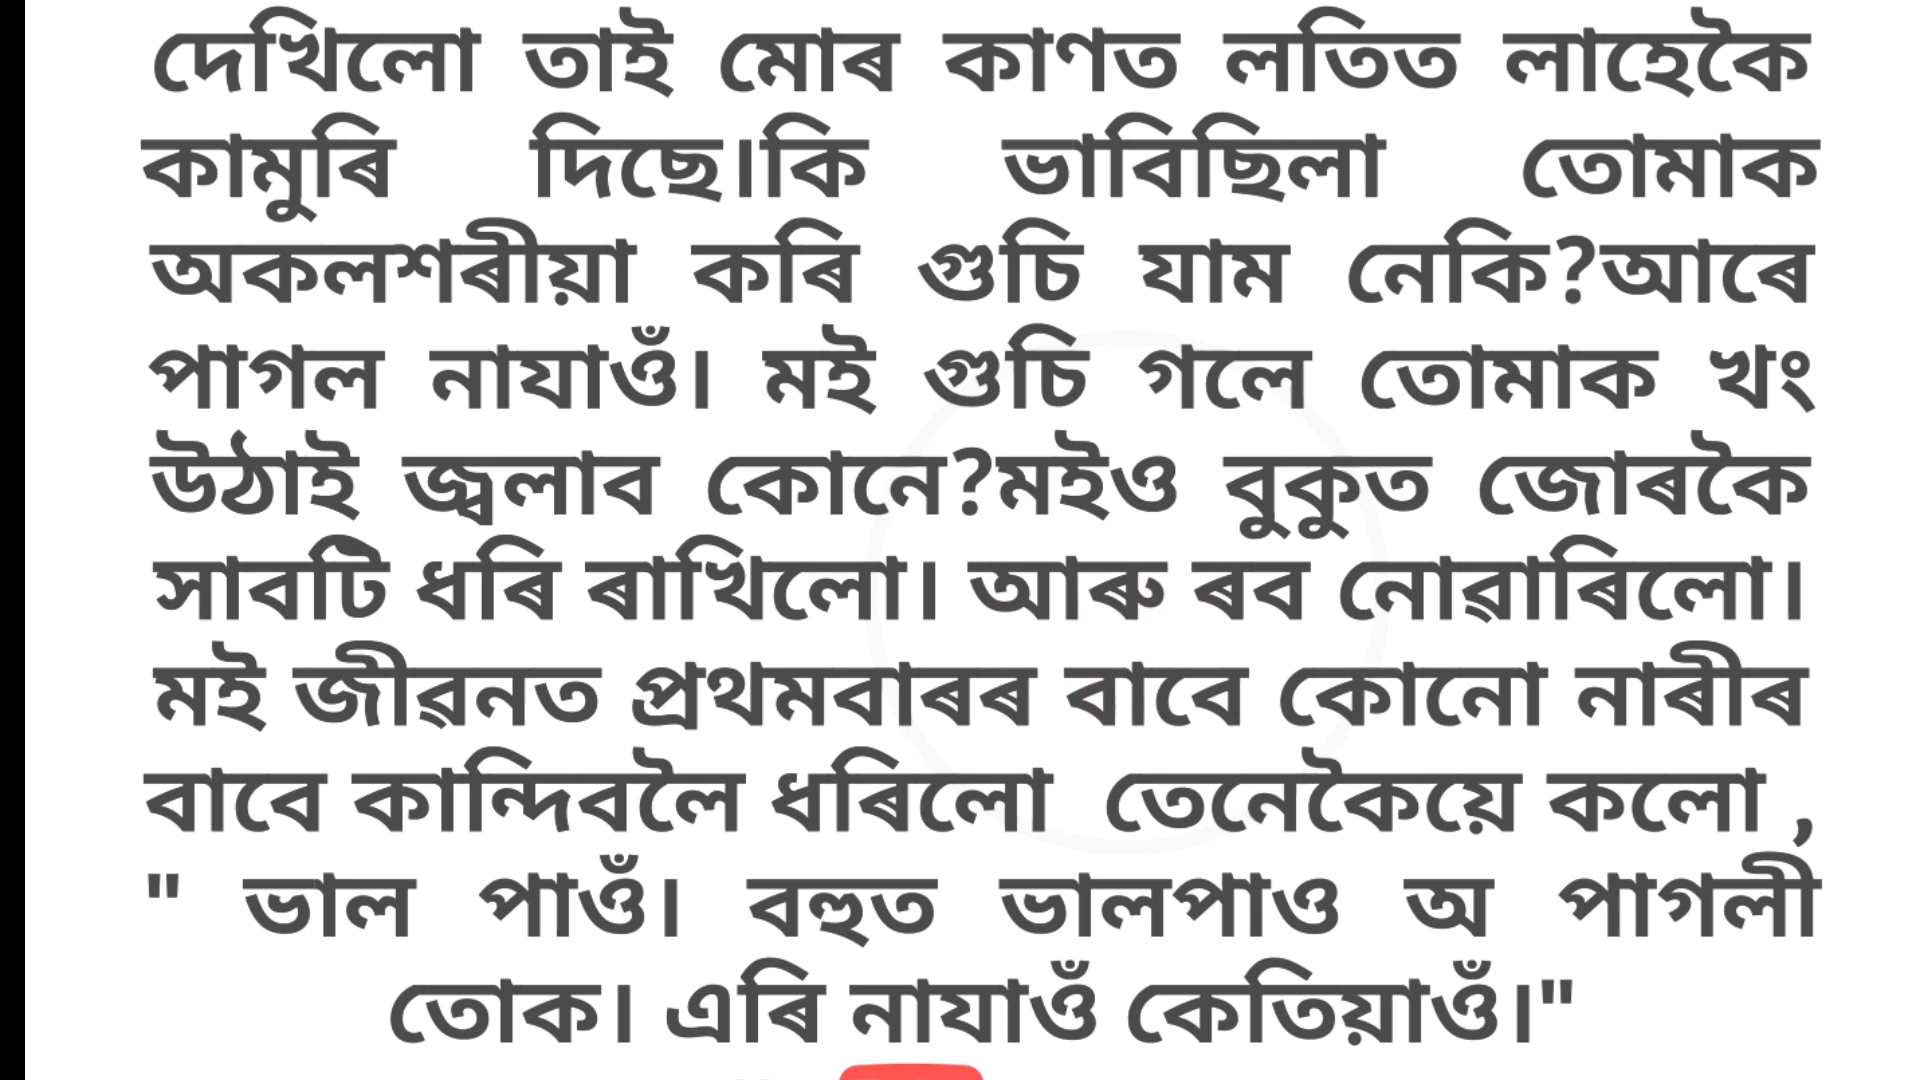 দেখিলো তাই মোৰ কাণত লতিত লাহেকৈ
কামুৰি দিছে।কি ভাবিছিলা তোমাক
অকলশৰীয়া কৰি গুচি যাম নেকি?আৰে
পাগল নাযাওঁ। মই গুচি গলে তোমাক খং
উঠাই জ্বলাব কোনে?মইও বুকুত জোৰকৈ
সাবটি ধৰি ৰাখিলো। আৰু ৰব নোৱাৰিলো।
মই জীৱনত প্ৰথমবাৰৰ বাবে কোনো নাৰীৰ
বাবে কান্দিবলৈ ধৰিলো তেনেকৈয়ে কলো ,
" ভাল পাওঁ। বহুত ভালপাও অ পাগলী
তোক। এৰি নাযাওঁ কেতিয়াওঁ।"